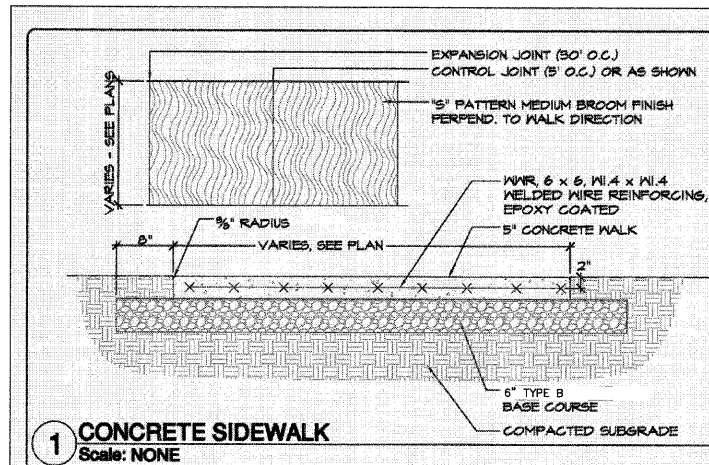 EXPANSION JOINT (30' O.C.)
CONTROL JOINT (5' O.C.) OR AS SHOWN
"S" PATTERN MEDIUM BROOM FINISH
PERPEND. TO WALK DIRECTION
VARIES - SEE PLANS
WWR, 6 x 6, W1.4 x W1.4
WELDED WIRE REINFORCING,
EPOXY COATED
5" CONCRETE WALK
RADIUS
8"
VARIES, SEE PLAN
2"
6" TYPE B
BASE COURSE
COMPACTED SUBGRADE
1 CONCRETE SIDEWALK
Scale: NONE